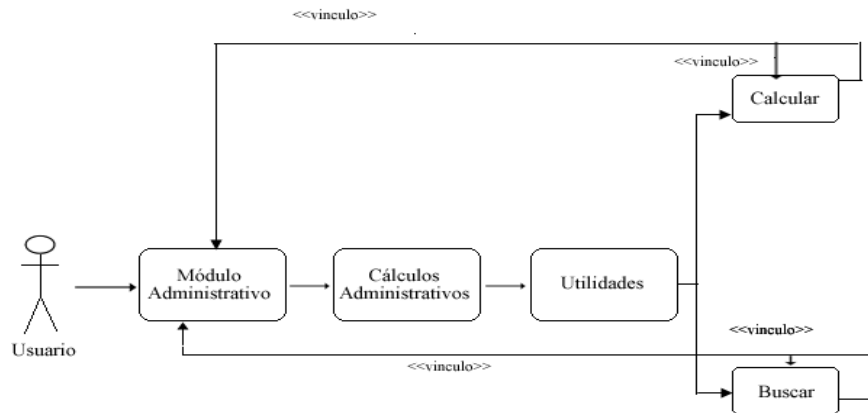 <<vinculo>>
<<vinculo>>
Calcular
Módulo
Administrativo
Cálculos
Administrativos
Utilidades
Usuario
<<vinculo>>
<<vinculo>>
Buscar